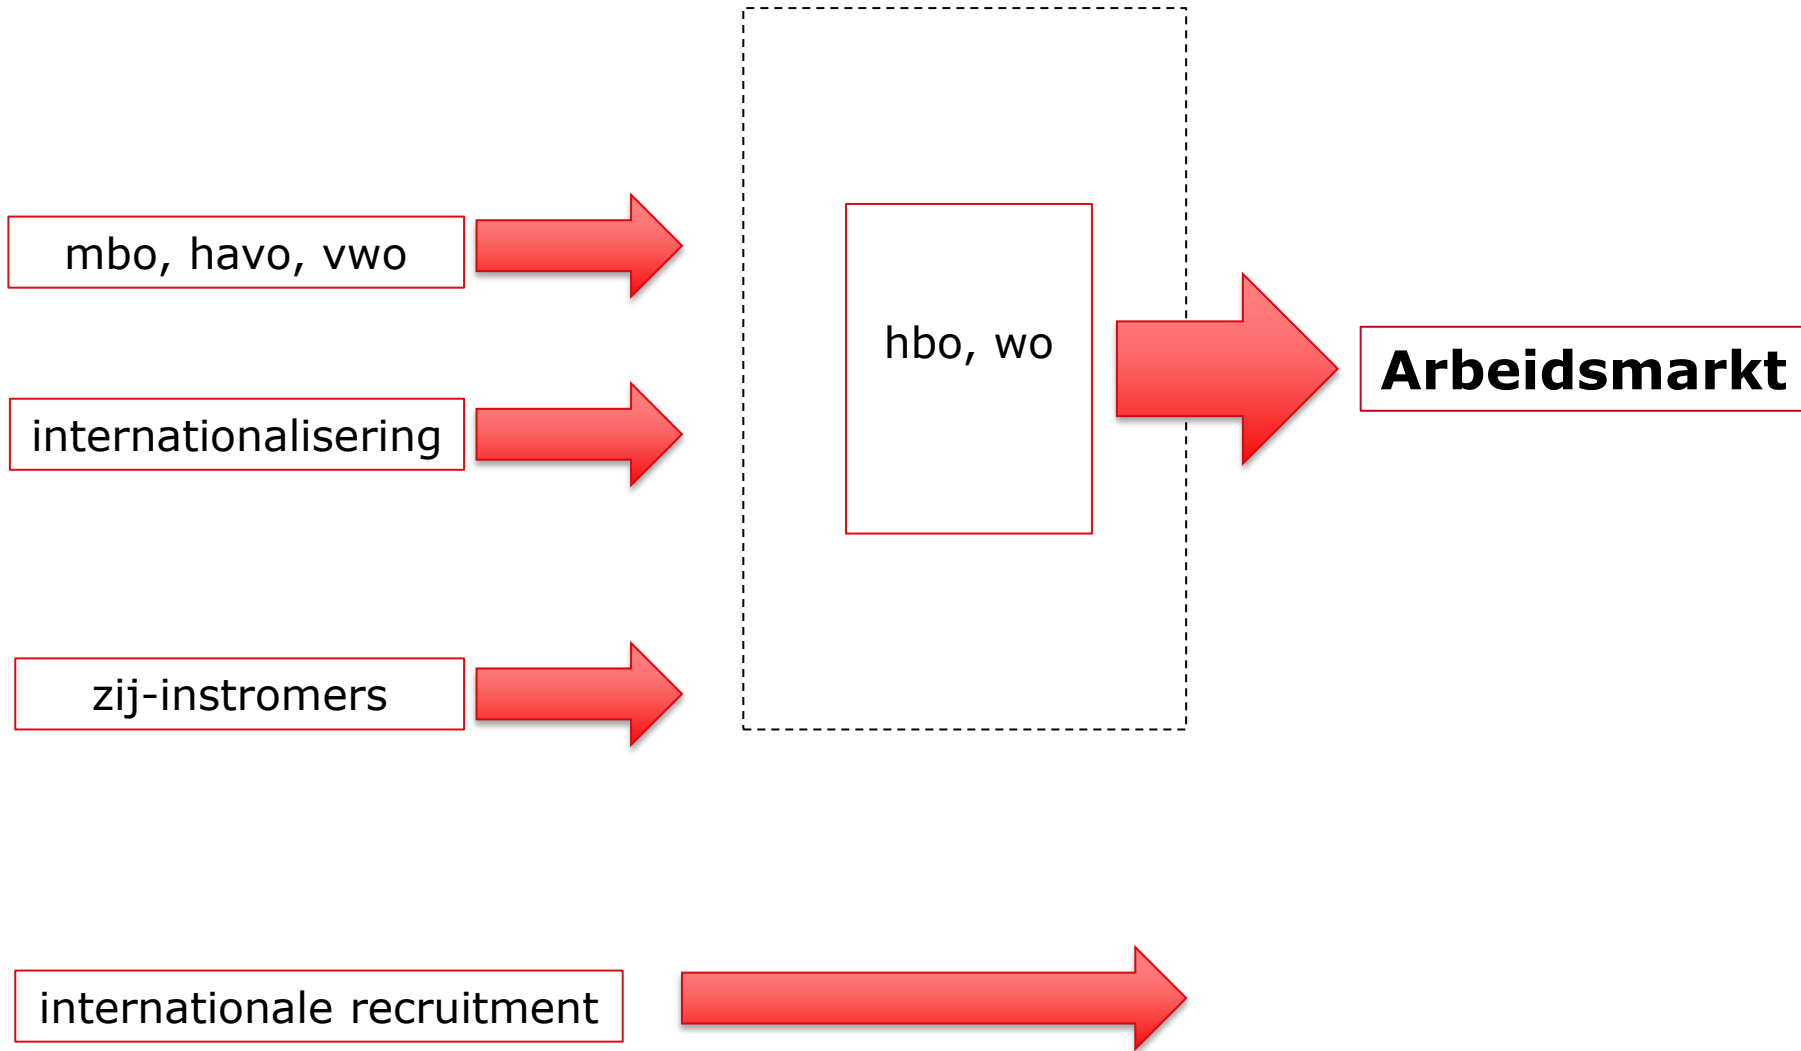 mbo, havo, vwo
internationalisering
zij-instromers
internationale recruitment
hbo, wo
Arbeidsmarkt